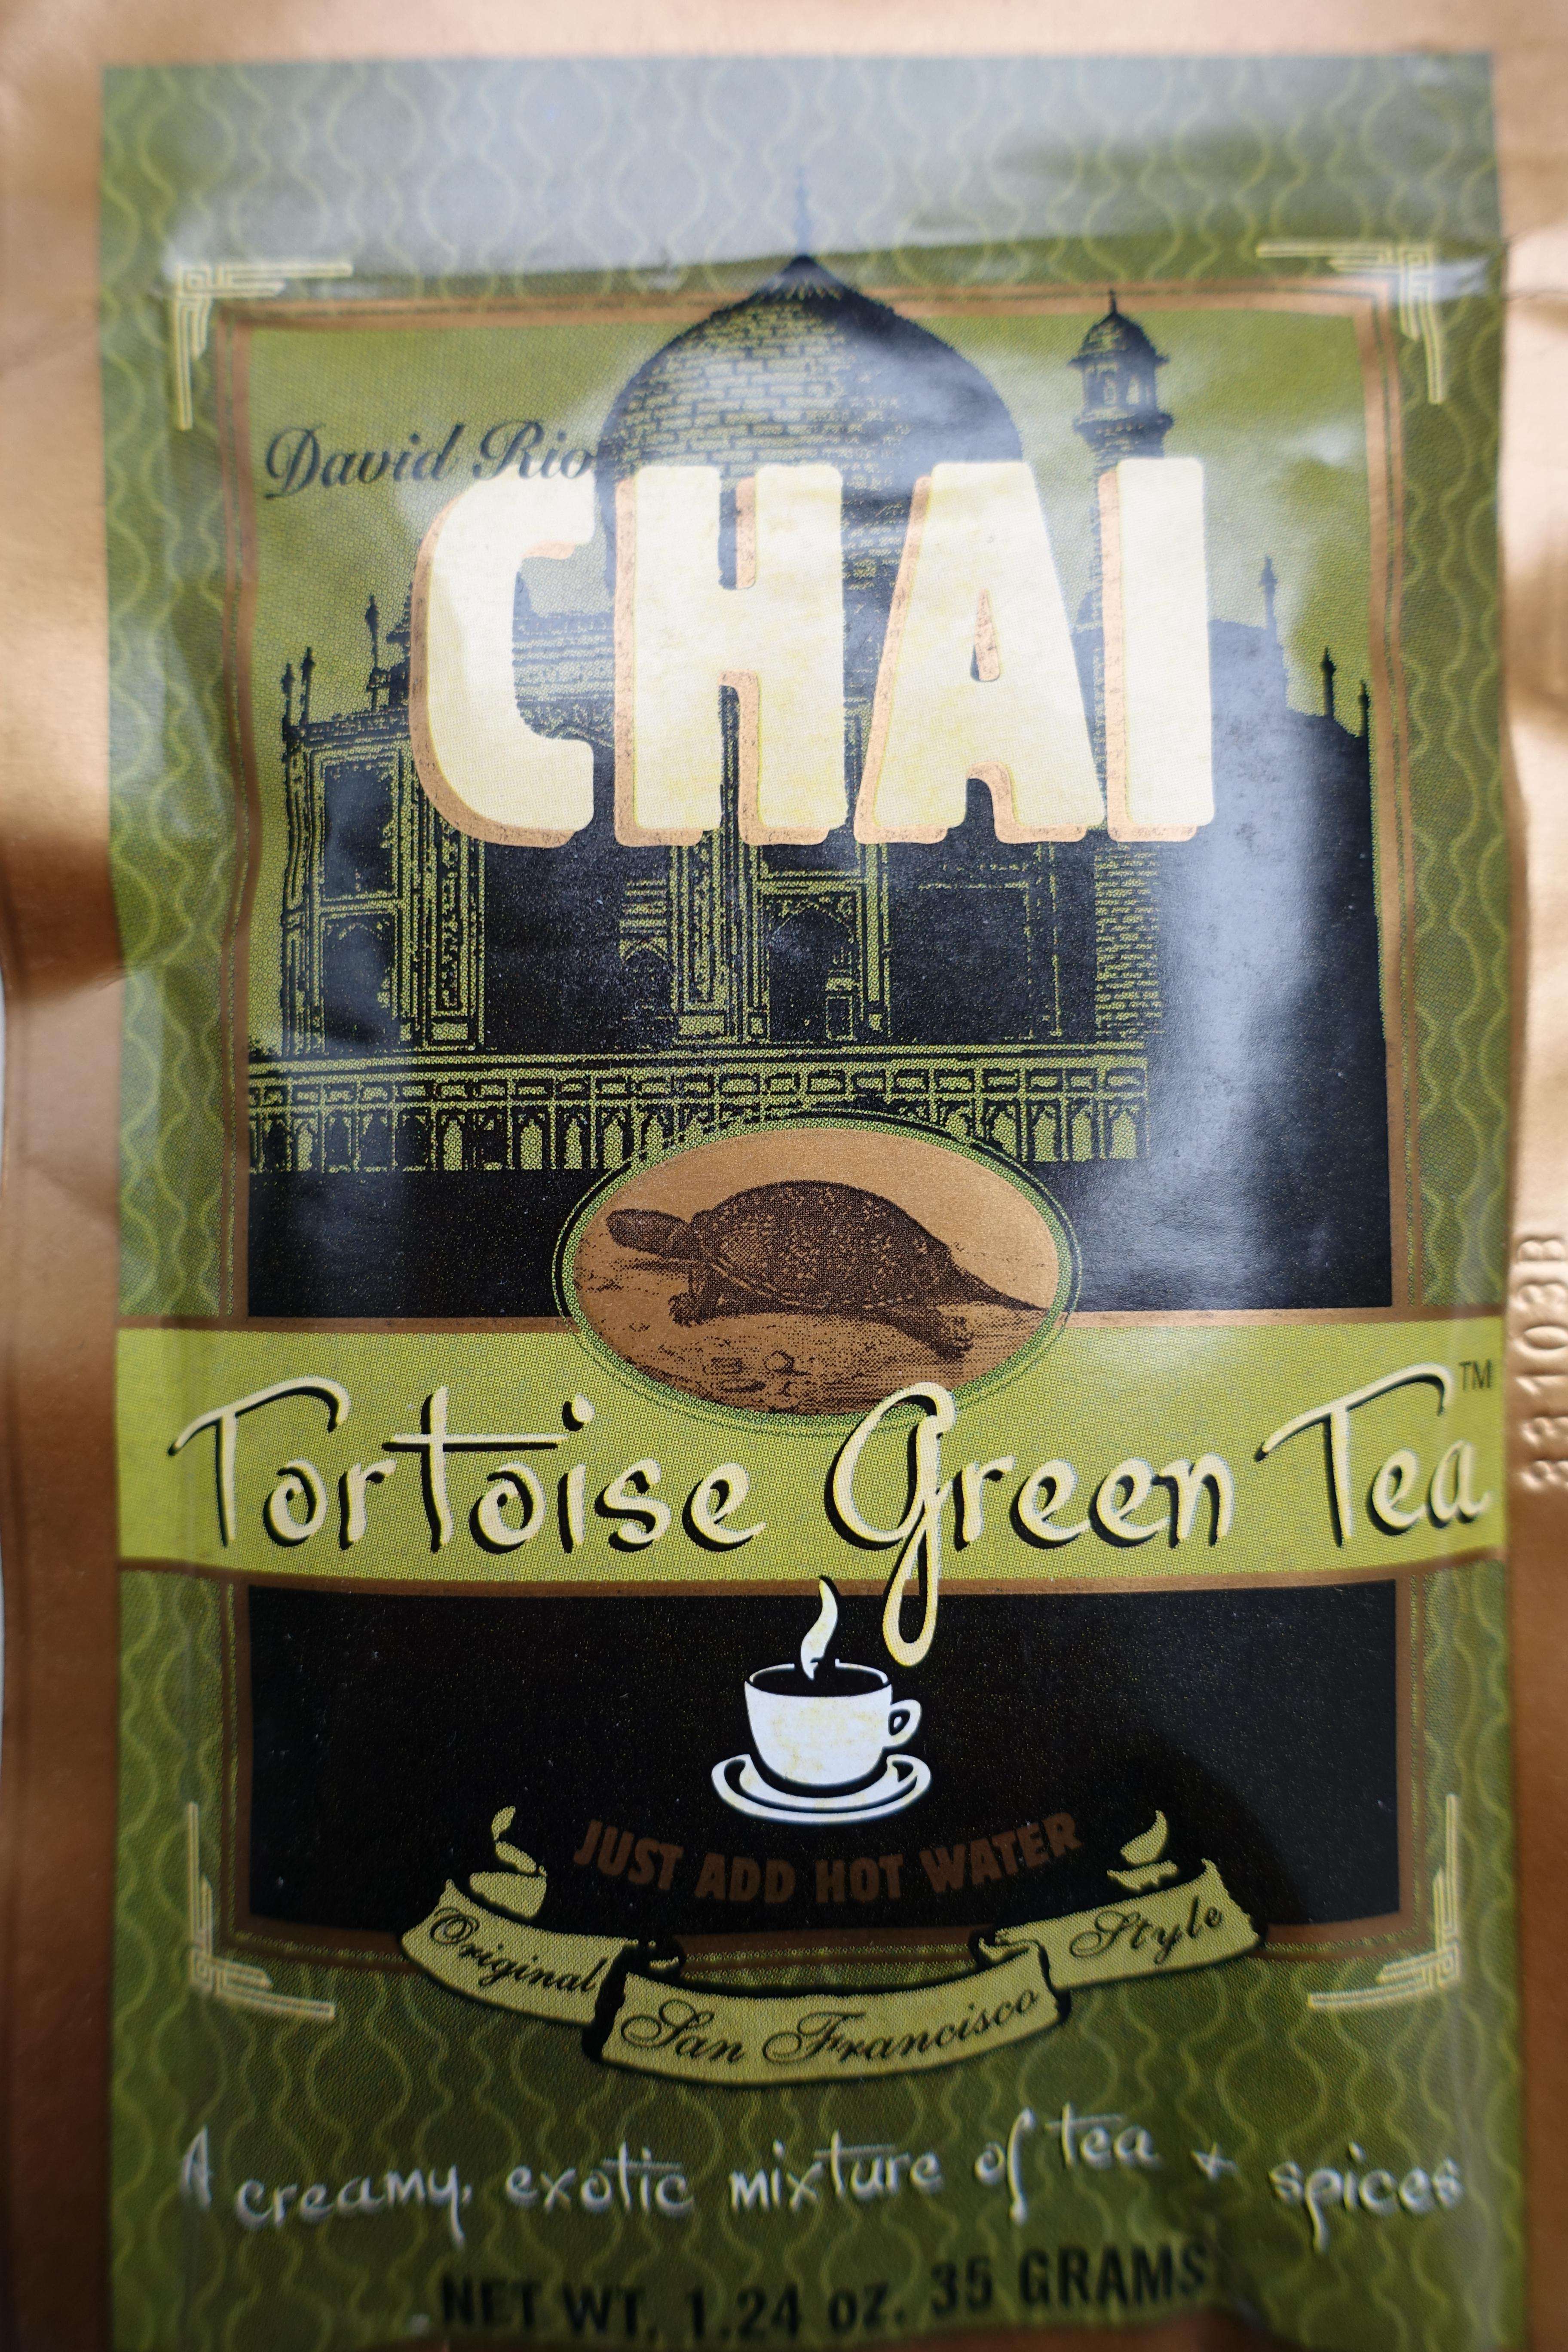 David Rio
CHAI
Tortoise Green Tea™
JUST ADD HOT WATER
Original San Francisco Style
A creamy, exotic mixture of tea + spices
NET WT. 1.24 oz. 35 GRAMS